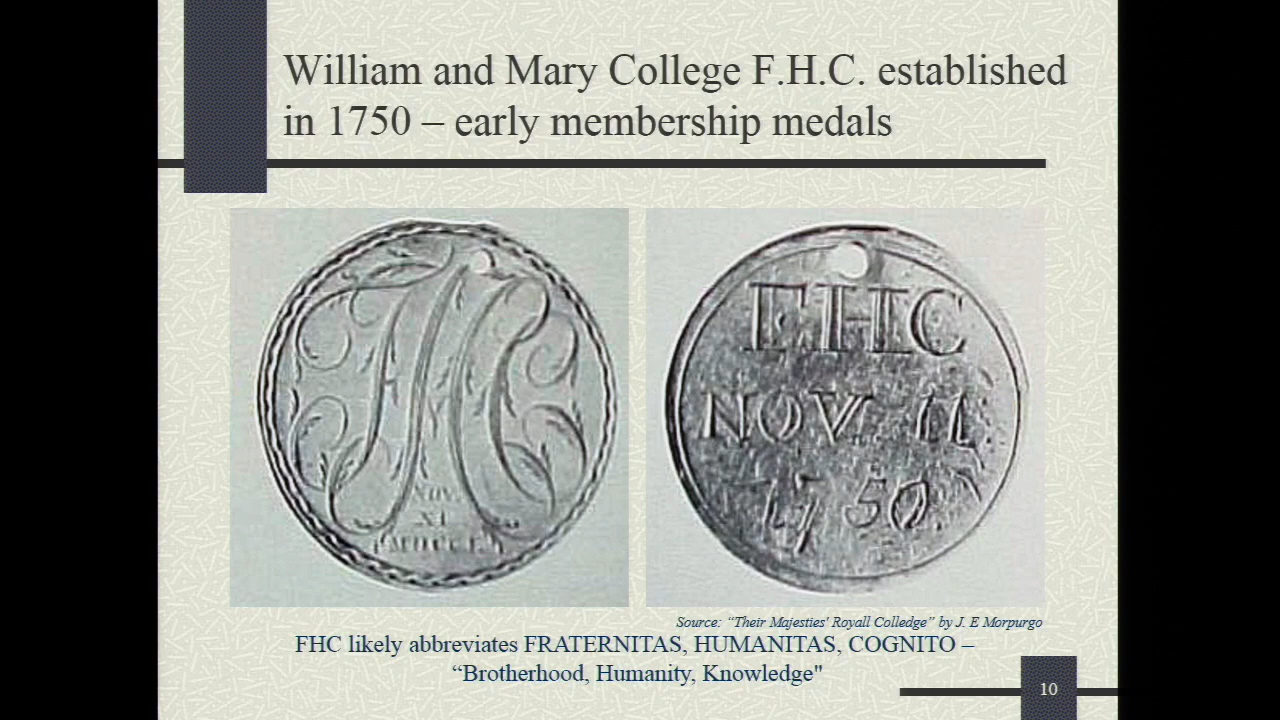 William and Mary College F.H.C. established
in 1750 – early membership medals
NOV.
XI
MDCCL
FHC
NOV 11
1750
Source: “Their Majesties' Royall Colledge” by J. E Morpurgo
FHC likely abbreviates FRATERNITAS, HUMANITAS, COGNITO –
“Brotherhood, Humanity, Knowledge"
10